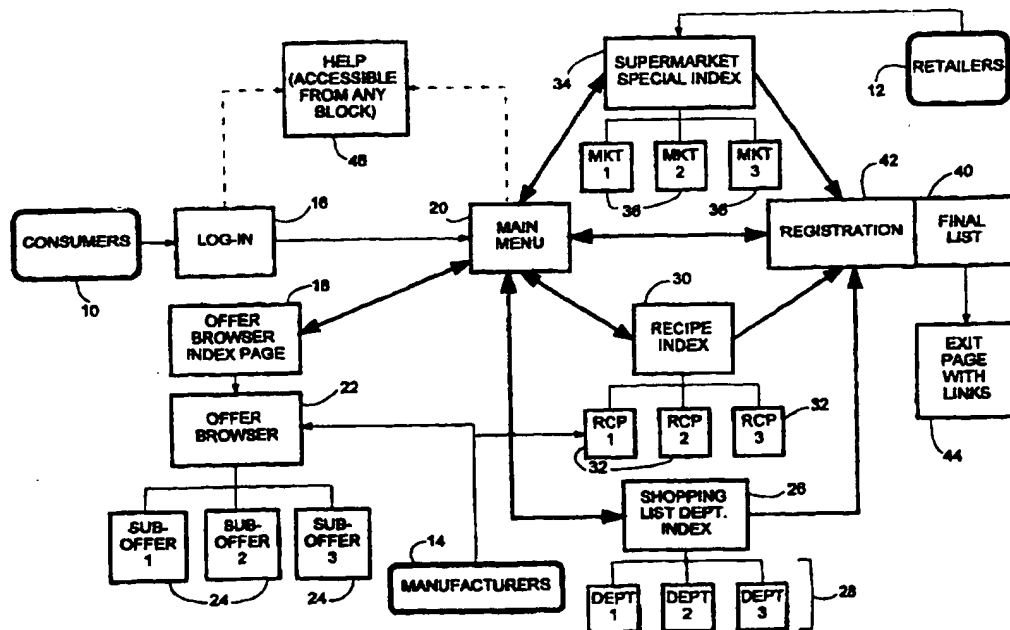 HELP
(ACCESSIBLE
FROM ANY
BLOCK)
48
34
SUPERMARKET
SPECIAL INDEX
12
RETAILERS
MKT
1
MKT
2
MKT
3
36
36
42
40
CONSUMERS
10
16
LOG-IN
20
MAIN
MENU
REGISTRATION
FINAL
LIST
18
OFFER
BROWSER
INDEX PAGE
30
RECIPE
INDEX
EXIT
PAGE
WITH
LINKS
44
22
OFFER
BROWSER
RCP
1
RCP
2
RCP
3
32
32
26
SHOPPING
LIST DEPT.
INDEX
SUB-
OFFER
1
SUB-
OFFER
2
SUB-
OFFER
3
24
24
14
MANUFACTURERS
DEPT
1
DEPT
2
DEPT
3
28